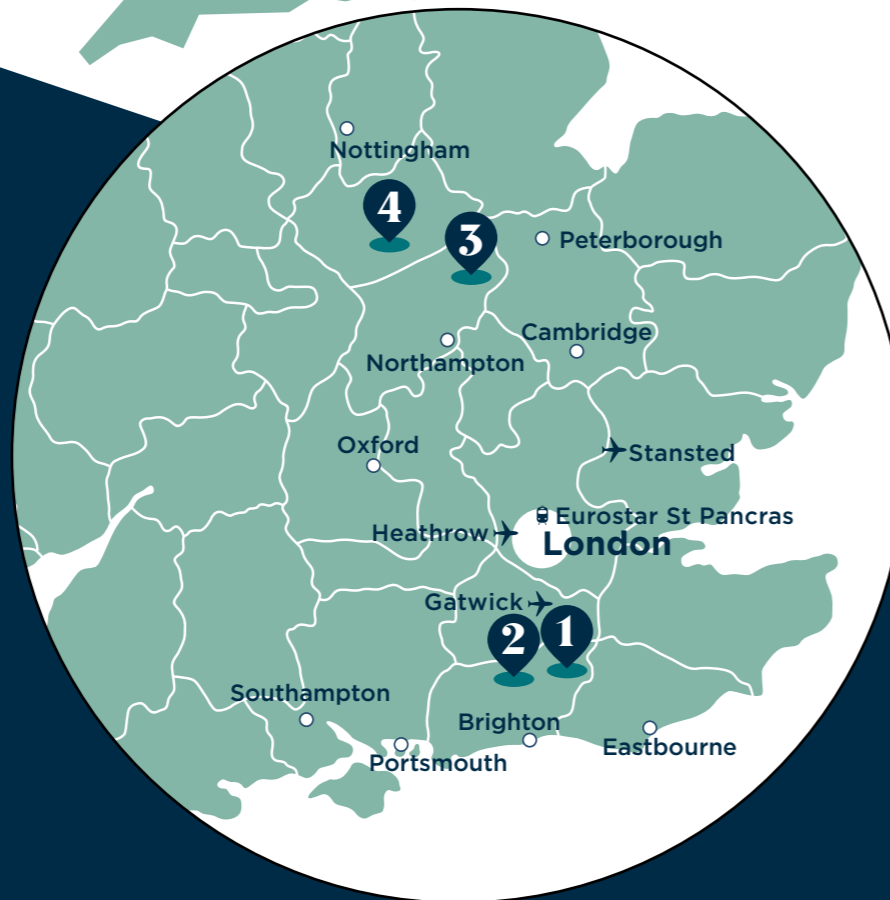 Nottingham
4
3
Peterborough
Cambridge
Northampton
Oxford
Stansted
Eurostar St Pancras
Heathrow
London
Gatwick
2
1
Southampton
Brighton
Eastbourne
Portsmouth